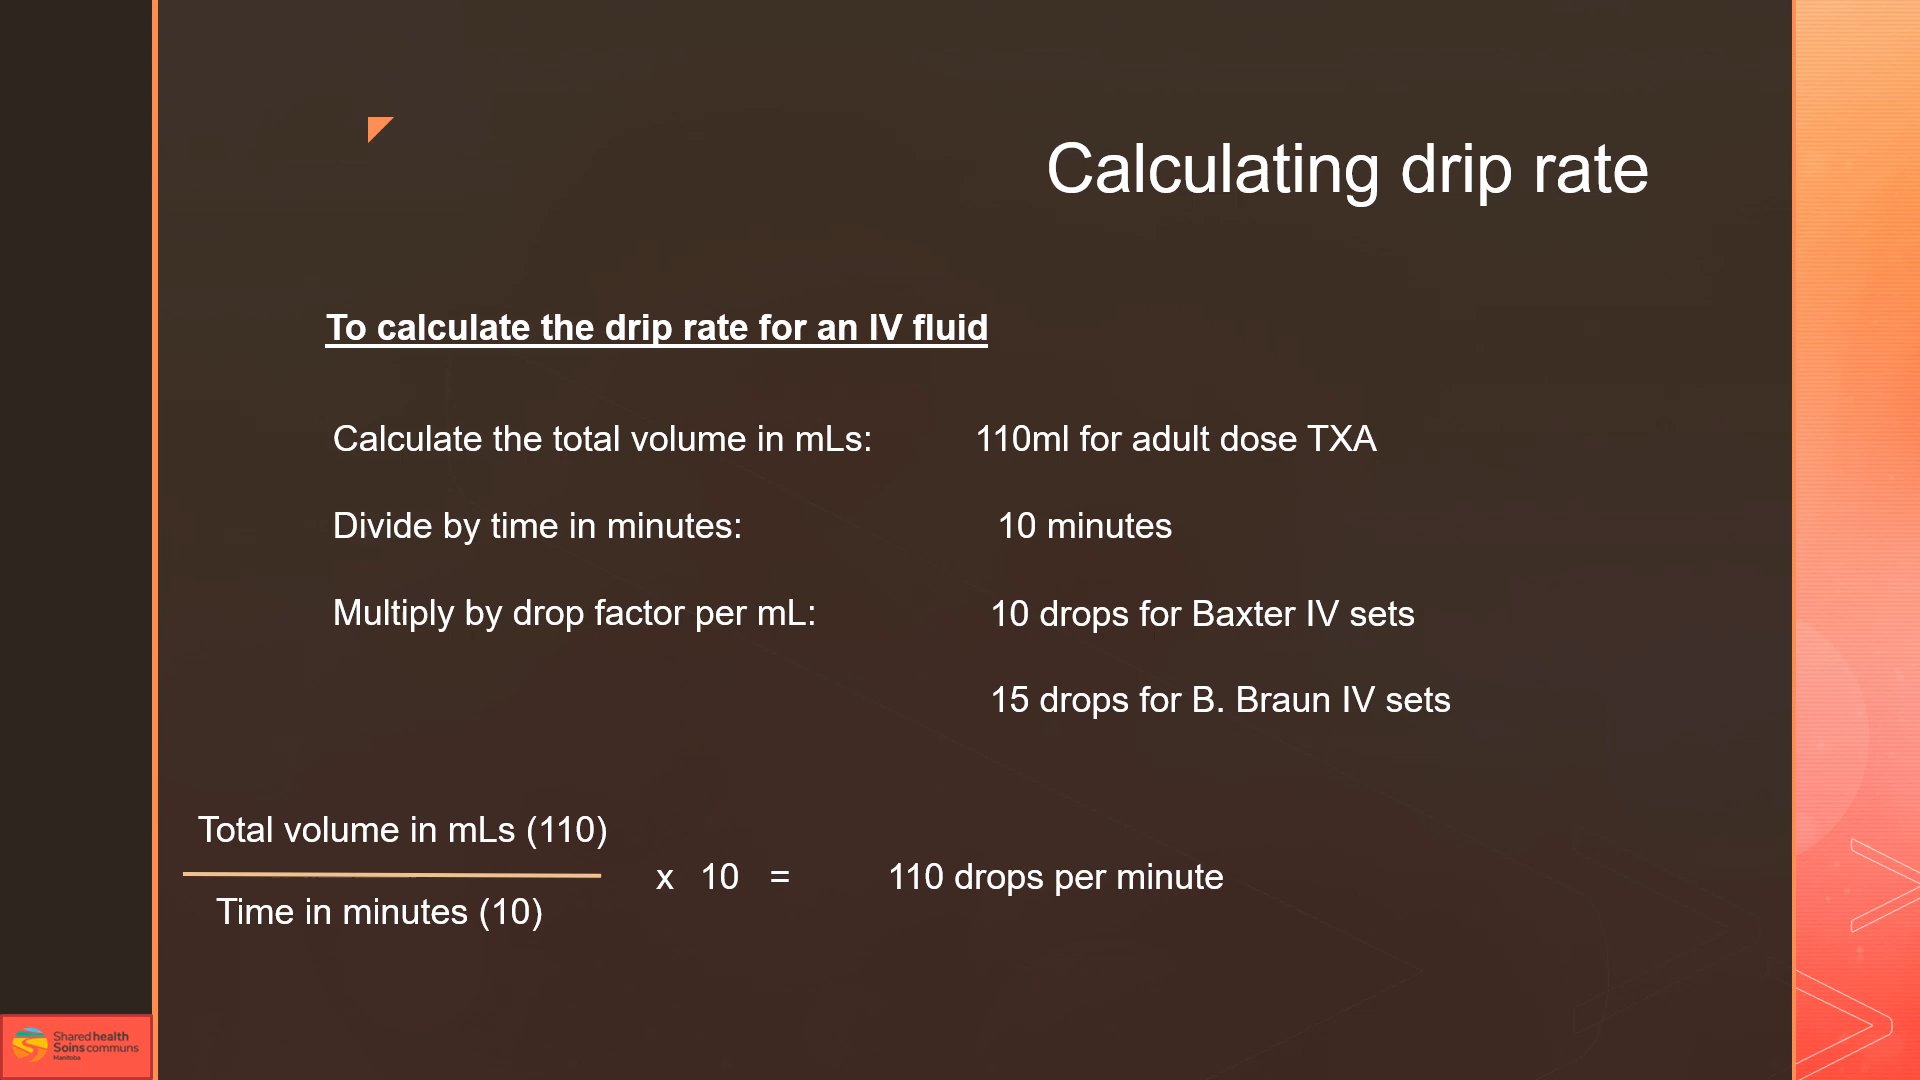 Calculating drip rate
To calculate the drip rate for an IV fluid
Calculate the total volume in mLs: 110ml for adult dose TXA
Divide by time in minutes: 10 minutes
Multiply by drop factor per mL: 10 drops for Baxter IV sets
15 drops for B. Braun IV sets
Total volume in mLs (110)
x 10 = 110 drops per minute
Time in minutes (10)
Shared health
Soins communs
Manitoba